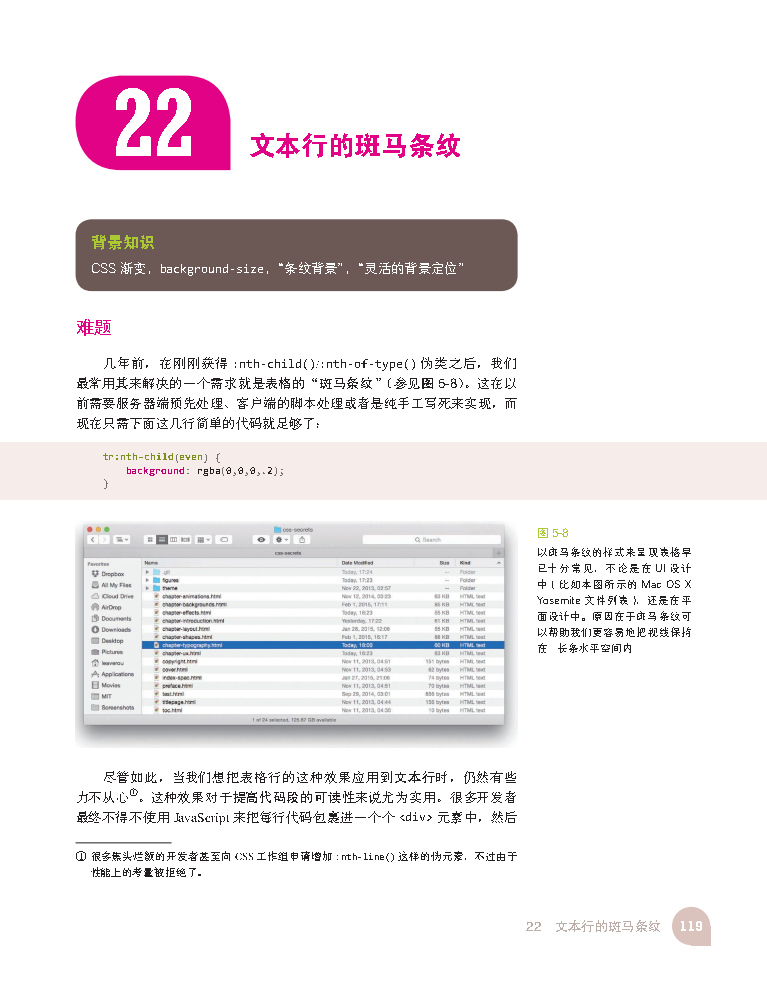 22
文本行的斑马条纹
背景知识
CSS 渐变，background-size，“条纹背景”，“灵活的背景定位”
难题
几年前，在刚刚获得 :nth-child()/:nth-of-type() 伪类之后，我们
最常用其来解决的一个需求就是表格的“斑马条纹”（参见图 5-8）。这在以
前需要服务器端预先处理、客户端的脚本处理或者是纯手工写死来实现，而
现在只需下面这几行简单的代码就足够了：
tr:nth-child(even) {
background: rgba(0,0,0,.2);
}
css-secrets
Search
css-secrets
Favorites
Dropbox
All My Files
iCloud Drive
AirDrop
Documents
Downloads
Desktop
Pictures
leaverou
Applications
Movies
MIT
Screenshots
Name Date Modified Size Kind
.git Today, 17:24 -- Folder
figures Today, 17:23 -- Folder
theme Nov 22, 2013, 02:57 -- Folder
chapter-animations.html Nov 12, 2014, 20:23 63 KB HTML text
chapter-backgrounds.html Feb 1, 2015, 17:11 66 KB HTML text
chapter-effects.html Today, 16:23 55 KB HTML text
chapter-introduction.html Yesterday, 17:22 61 KB HTML text
chapter-layout.html Jan 28, 2015, 12:06 55 KB HTML text
chapter-shapes.html Feb 1, 2015, 16:17 88 KB HTML text
chapter-typography.html Today, 16:00 60 KB HTML text
chapter-ux.html Today, 16:23 63 KB HTML text
copyright.html Nov 11, 2013, 04:51 151 bytes HTML text
cover.html Nov 11, 2013, 04:53 62 bytes HTML text
index-spec.html Jan 27, 2015, 21:06 74 bytes HTML text
preface.html Nov 11, 2013, 04:51 70 bytes HTML text
test.html Sep 29, 2014, 03:01 856 bytes HTML text
titlepage.html Nov 11, 2013, 04:44 150 bytes HTML text
toc.html Nov 11, 2013, 04:30 10 bytes HTML text
1 of 24 selected, 125.87 GB available
图 5-8
以斑马条纹的样式来呈现表格早
已十分常见，不论是在 UI 设计
中（比如本图所示的 Mac OS X
Yosemite 文件列表），还是在平
面设计中。原因在于斑马条纹可
以帮助我们更容易地把视线保持
在 长条水平空间内
尽管如此，当我们想把表格行的这种效果应用到文本行时，仍然有些
力不从心①。这种效果对于提高代码段的可读性来说尤为实用。很多开发者
最终不得不使用 JavaScript 来把每行代码包裹进一个个 <div> 元素中，然后
① 很多焦头烂额的开发者甚至向 CSS 工作组申请增加 :nth-line() 这样的伪元素，不过由于
性能上的考量被拒绝了。
22 文本行的斑马条纹 119